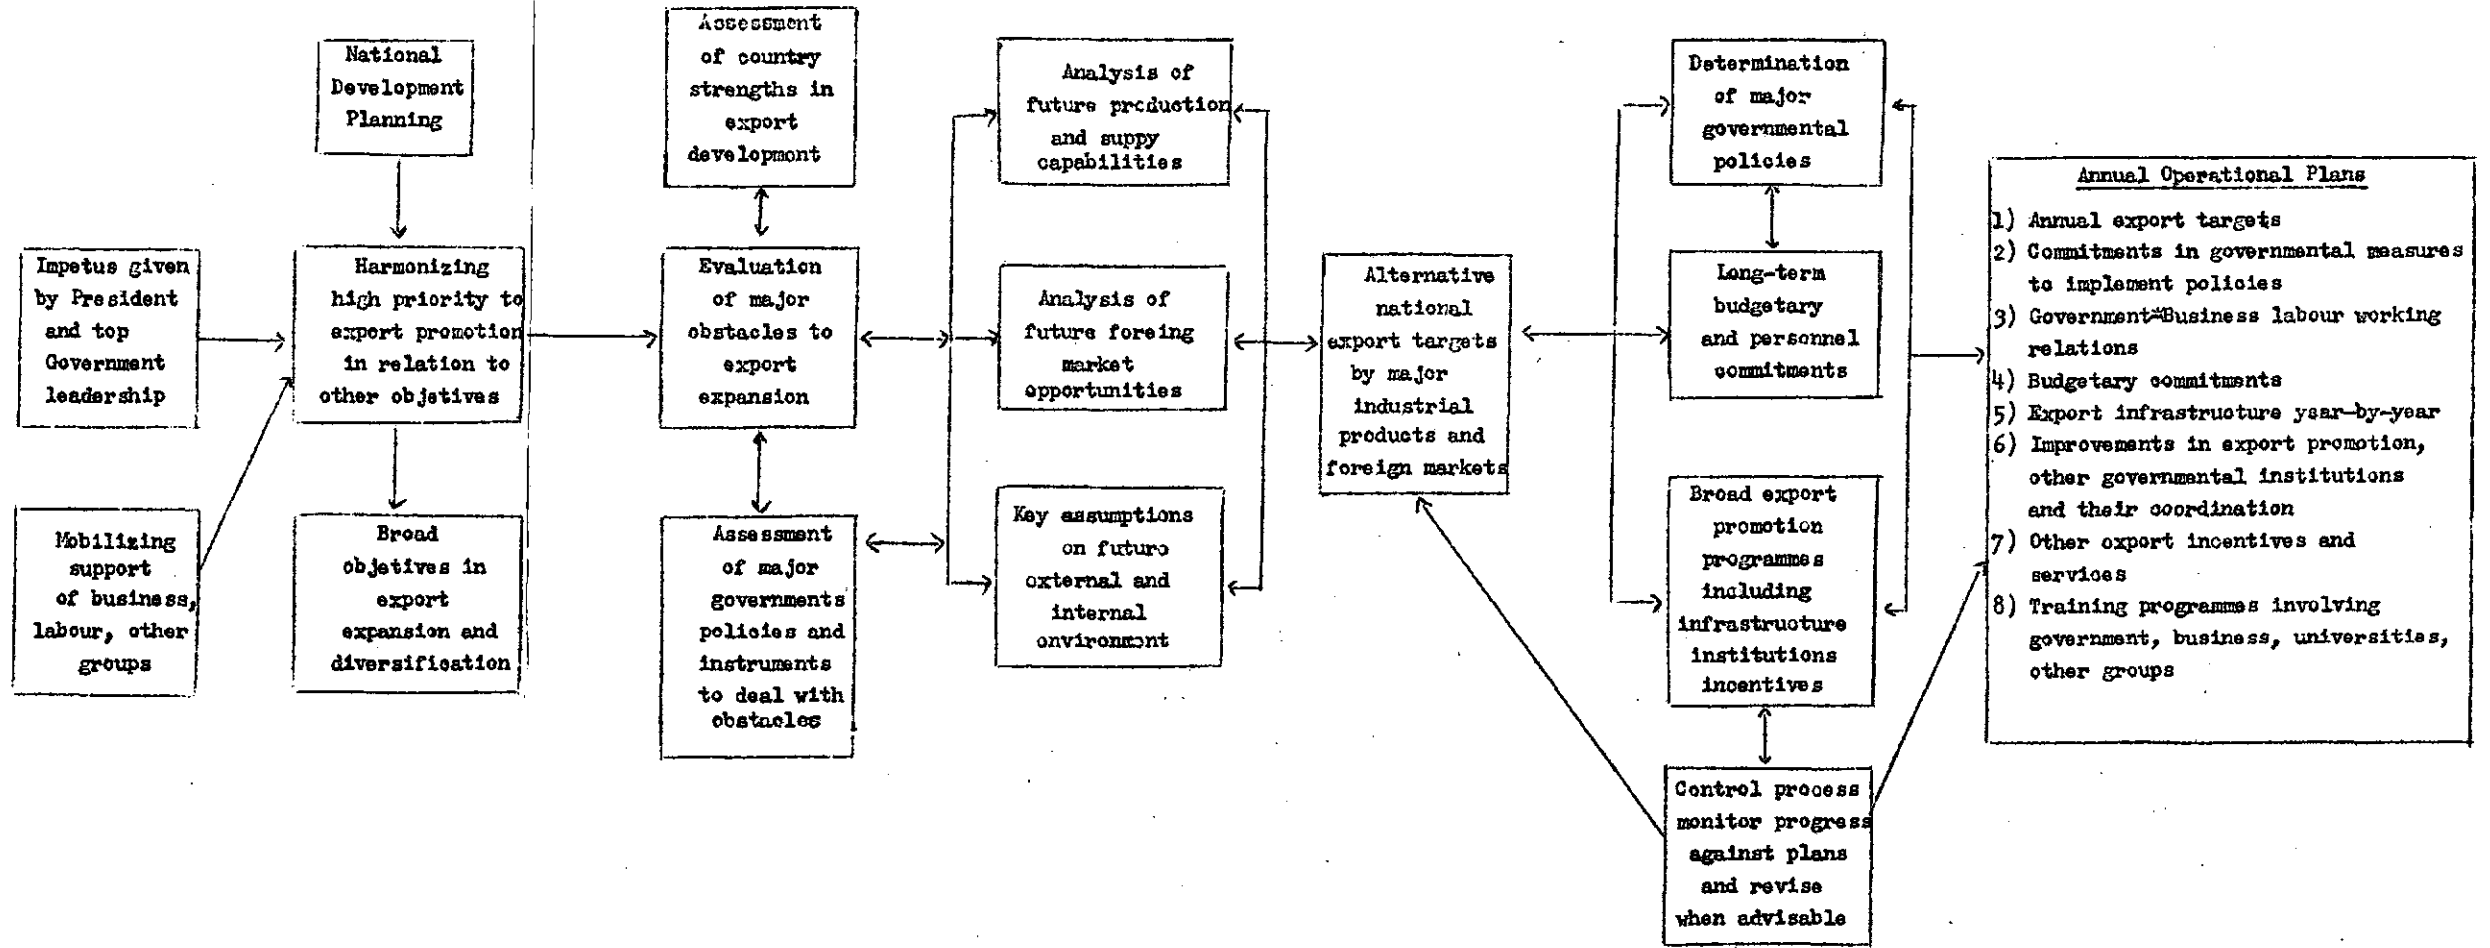 National
Development
Planning
Impetus given
by President
and top
Government
leadership
Mobilizing
support
of business,
labour, other
groups
Harmonizing
high priority to
export promotion
in relation to
other objetives
Broad
objetives in
export
expansion and
diversification
Assessment
of country
strengths in
export
development
Evaluation
of major
obstacles to
export
expansion
Assessment
of major
governments
policies and
instruments
to deal with
obstacles
Analysis of
future production
and suppy
capabilities
Analysis of
future foreing
market
opportunities
Key assumptions
on future
external and
internal
environment
Alternative
national
export targets
by major
industrial
products and
foreign markets
Determination
of major
governmental
policies
Long-term
budgetary
and personnel
commitments
Broad export
promotion
programmes
including
infrastructure
institutions
incentives
Control process
monitor progress
against plans
and revise
when advisable
Annual Operational Plans
1) Annual export targets
2) Commitments in governmental measures
to implement policies
3) Government-Business labour working
relations
4) Budgetary commitments
5) Export infrastructure year-by-year
6) Improvements in export promotion,
other governmental institutions
and their coordination
7) Other export incentives and
services
8) Training programmes involving
government, business, universities,
other groups